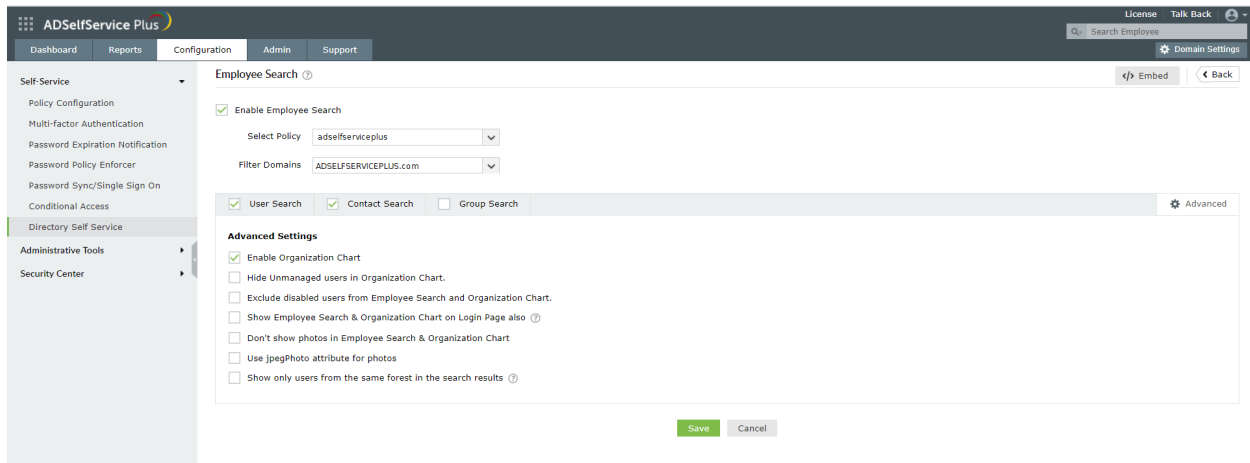 License Talk Back
ADSelfService Plus
Search Employee
Dashboard Reports Configuration Admin Support
Domain Settings
Self-Service
Policy Configuration
Multi-factor Authentication
Password Expiration Notification
Password Policy Enforcer
Password Sync/Single Sign On
Conditional Access
Directory Self Service
Administrative Tools
Security Center
Employee Search ?
</> Embed
Back
Enable Employee Search
Select Policy adselfserviceplus
Filter Domains ADSELFSERVICEPLUS.com
User Search Contact Search Group Search
Advanced
Advanced Settings
Enable Organization Chart
Hide Unmanaged users in Organization Chart.
Exclude disabled users from Employee Search and Organization Chart.
Show Employee Search & Organization Chart on Login Page also ?
Don't show photos in Employee Search & Organization Chart
Use jpegPhoto attribute for photos
Show only users from the same forest in the search results ?
Save Cancel